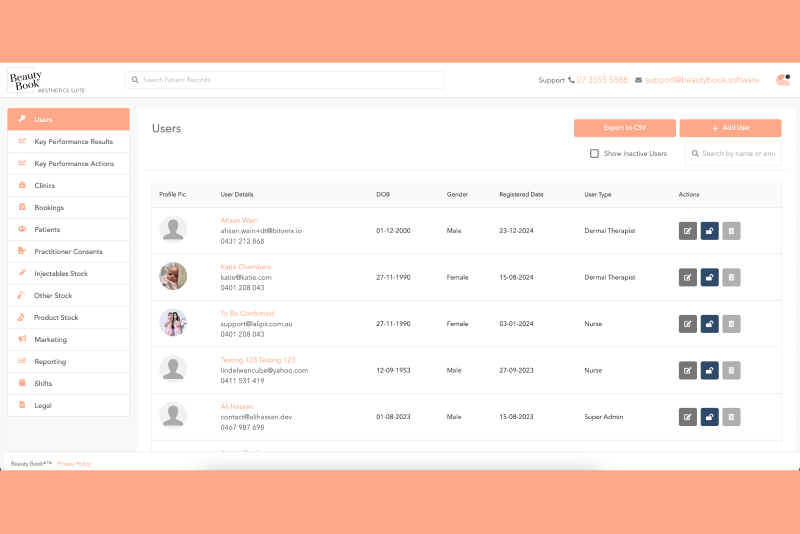 Beauty
Book
AESTHETICS SUITE
Search Patient Records
Support 07 3555 5888 support@beautybook.software
Users
Key Performance Results
Key Performance Actions
Clinics
Bookings
Patients
Practitioner Consents
Injectables Stock
Other Stock
Product Stock
Marketing
Reporting
Shifts
Legal
Users
Export to CSV
+ Add User
Show Inactive Users
Search by name or ema
Profile Pic User Details DOB Gender Registered Date User Type Actions
Ahsan Wain
ahsan.wain+dt@bitverx.io 01-12-2000 Male 23-12-2024 Dermal Therapist
0431 212 868
Katie Chambers
katie@katie.com 27-11-1990 Female 15-08-2024 Dermal Therapist
0401 208 043
To Be Confirmed
support@lalips.com.au 27-11-1990 Female 03-01-2024 Nurse
0401 208 043
Testing 123 Testing 123
lindelwencube@yahoo.com 12-09-1953 Male 27-09-2023 Nurse
0411 531 419
Ali Hassan
contact@alihassan.dev 01-08-2023 Male 15-08-2023 Super Admin
0467 987 698
Beauty Book®™ Privacy Policy